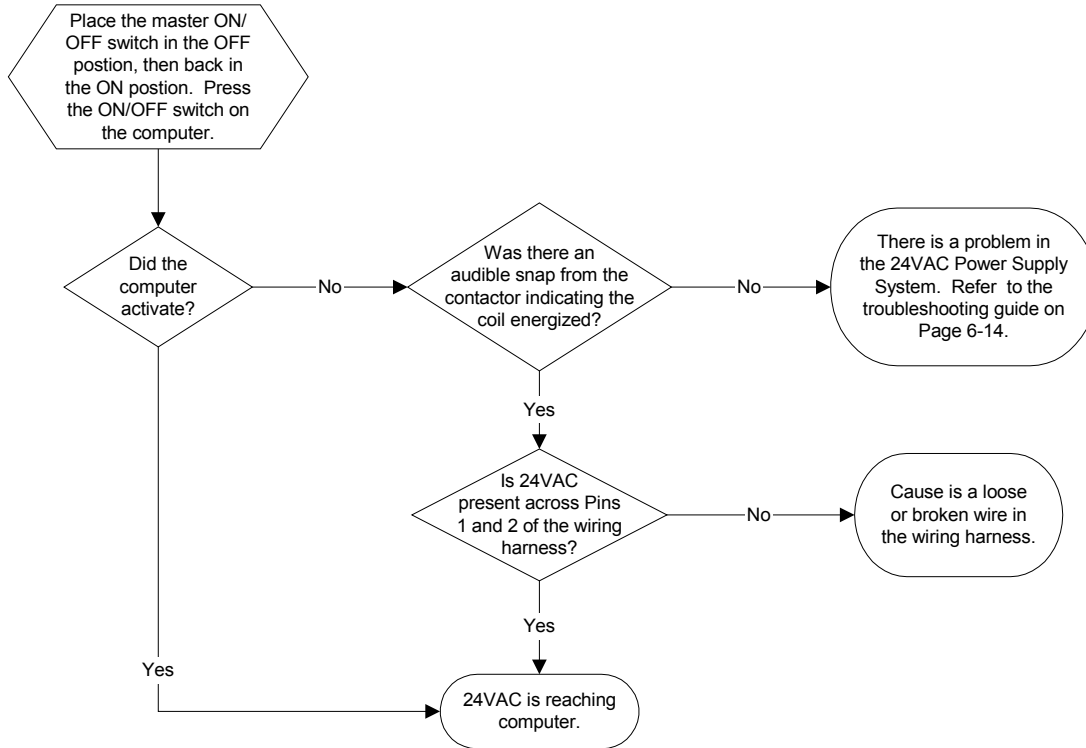 Place the master ON/
OFF switch in the OFF
postion, then back in
the ON postion. Press
the ON/OFF switch on
the computer.
Did the
computer
activate?
No
Was there an
audible snap from the
contactor indicating the
coil energized?
No
There is a problem in
the 24VAC Power Supply
System. Refer to the
troubleshooting guide on
Page 6-14.
Yes
Is 24VAC
present across Pins
1 and 2 of the wiring
harness?
No
Cause is a loose
or broken wire in
the wiring harness.
Yes
Yes
24VAC is reaching
computer.